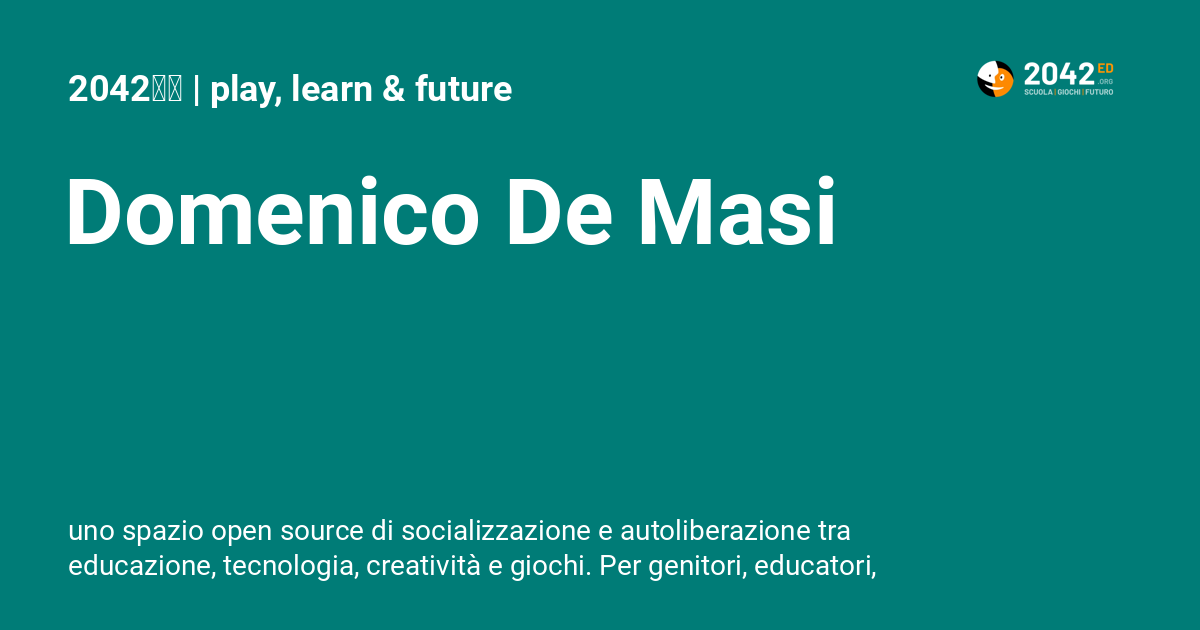 2042 | play, learn & future
2042 ED
.ORG
SCUOLA | GIOCHI | FUTURO
Domenico De Masi
uno spazio open source di socializzazione e autoliberazione tra
educazione, tecnologia, creatività e giochi. Per genitori, educatori,